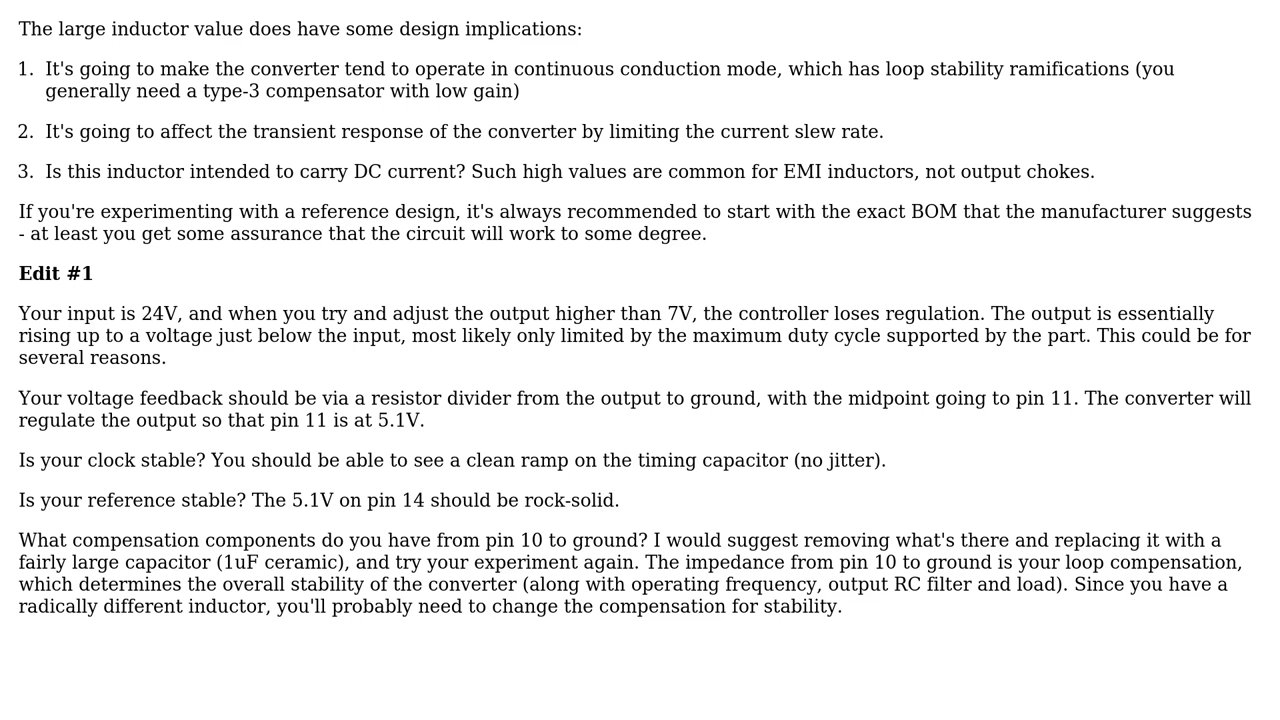 The large inductor value does have some design implications:
1. It's going to make the converter tend to operate in continuous conduction mode, which has loop stability ramifications (you
generally need a type-3 compensator with low gain)
2. It's going to affect the transient response of the converter by limiting the current slew rate.
3. Is this inductor intended to carry DC current? Such high values are common for EMI inductors, not output chokes.
If you're experimenting with a reference design, it's always recommended to start with the exact BOM that the manufacturer suggests
- at least you get some assurance that the circuit will work to some degree.
Edit #1
Your input is 24V, and when you try and adjust the output higher than 7V, the controller loses regulation. The output is essentially
rising up to a voltage just below the input, most likely only limited by the maximum duty cycle supported by the part. This could be for
several reasons.
Your voltage feedback should be via a resistor divider from the output to ground, with the midpoint going to pin 11. The converter will
regulate the output so that pin 11 is at 5.1V.
Is your clock stable? You should be able to see a clean ramp on the timing capacitor (no jitter).
Is your reference stable? The 5.1V on pin 14 should be rock-solid.
What compensation components do you have from pin 10 to ground? I would suggest removing what's there and replacing it with a
fairly large capacitor (1uF ceramic), and try your experiment again. The impedance from pin 10 to ground is your loop compensation,
which determines the overall stability of the converter (along with operating frequency, output RC filter and load). Since you have a
radically different inductor, you'll probably need to change the compensation for stability.